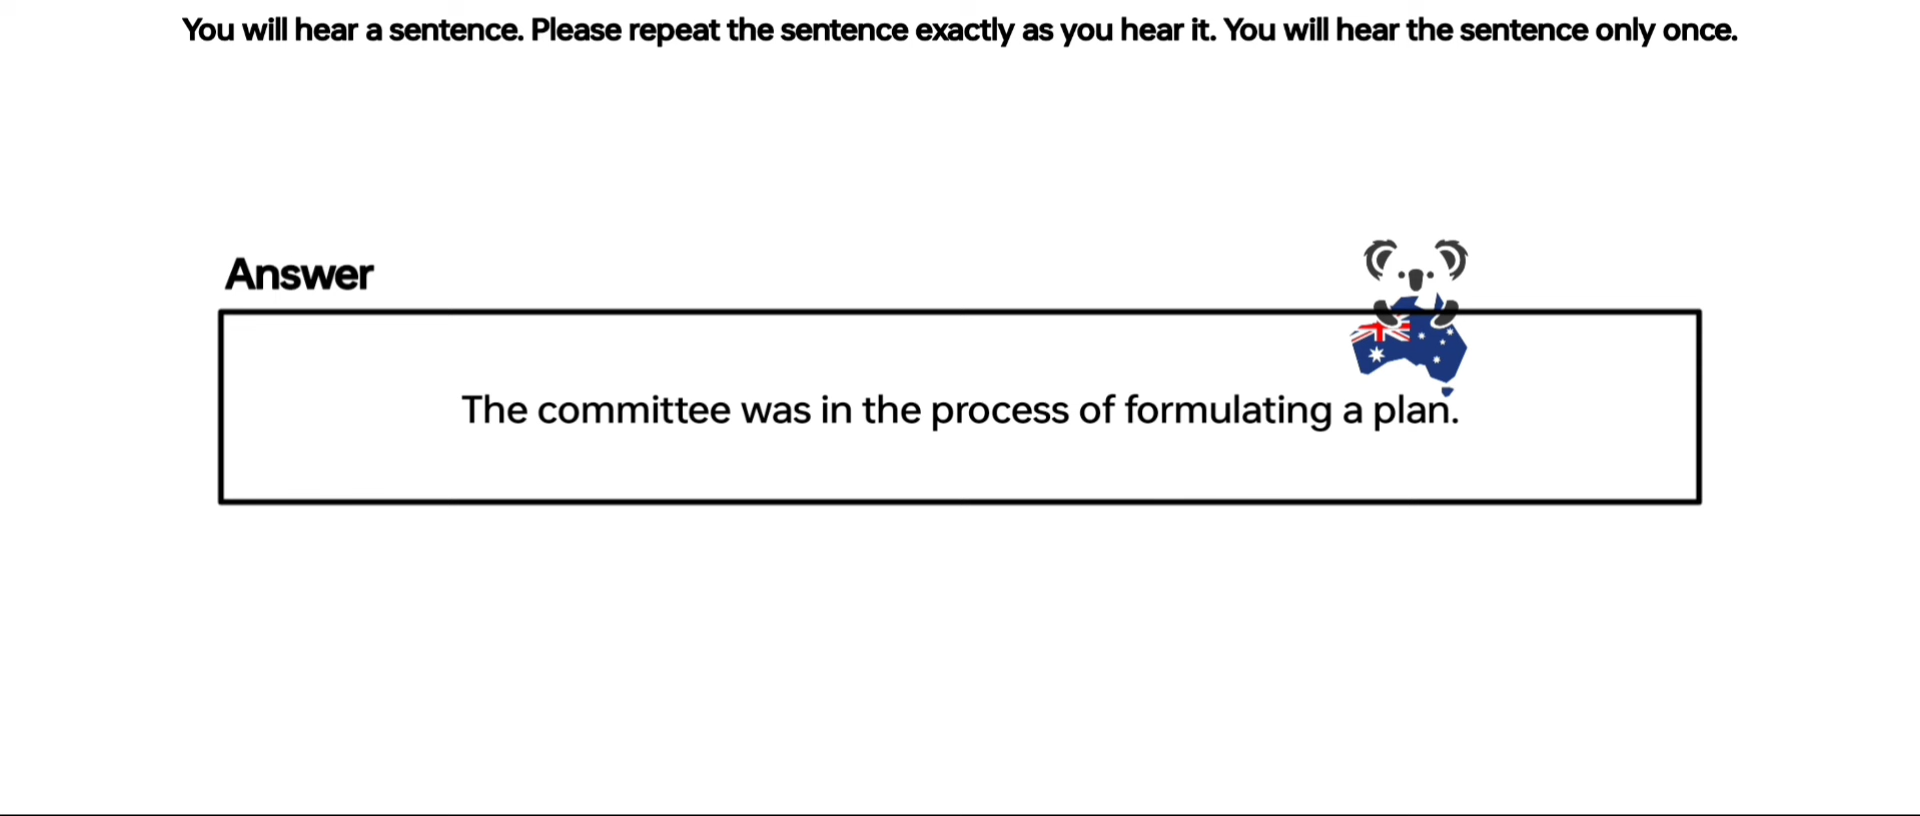 You will hear a sentence. Please repeat the sentence exactly as you hear it. You will hear the sentence only once.
Answer
The committee was in the process of formulating a plan.